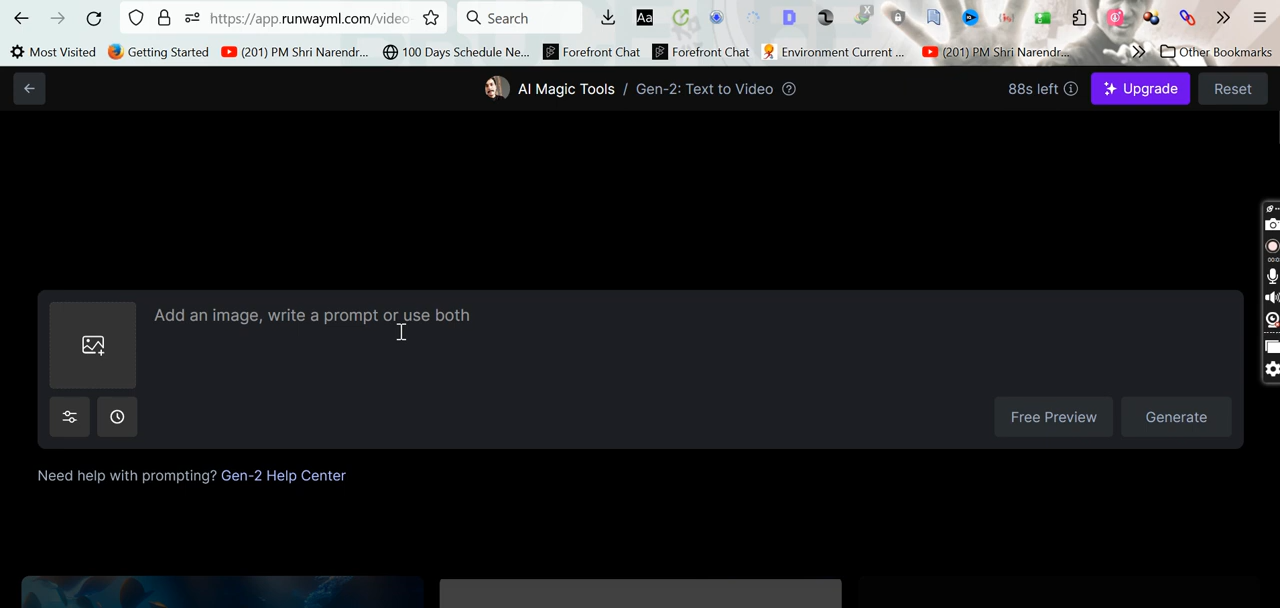 https://app.runwayml.com/video
Search
Aa
Most Visited
Getting Started
(201) PM Shri Narendr...
100 Days Schedule Ne...
Forefront Chat
Forefront Chat
Environment Current ...
(201) PM Shri Narendr...
Other Bookmarks
AI Magic Tools / Gen-2: Text to Video
88s left
Upgrade
Reset
Add an image, write a prompt or use both
Free Preview
Generate
Need help with prompting? Gen-2 Help Center